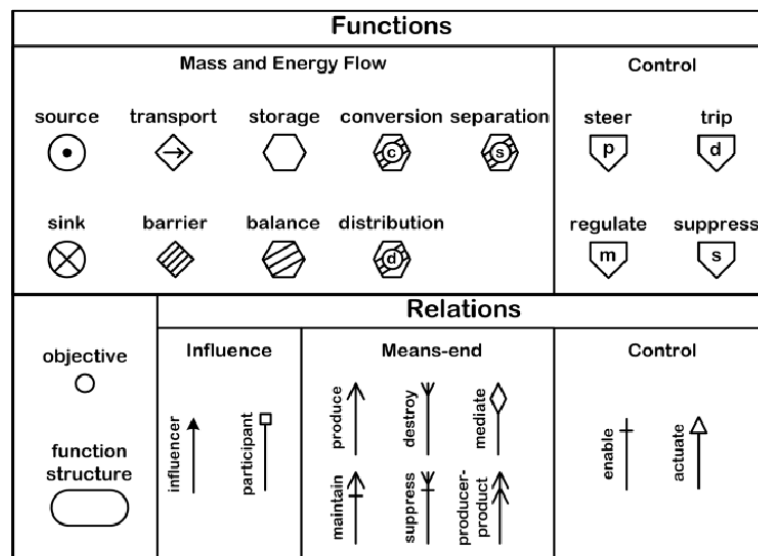 Functions
Mass and Energy Flow
Control
source transport storage conversion separation
c s
sink barrier balance distribution
d
steer trip
p d
regulate suppress
m s
objective
function
structure
Relations
Influence
influencer
participant
Means-end
produce
destroy
mediate
maintain
suppress
producer-
product
Control
enable
actuate